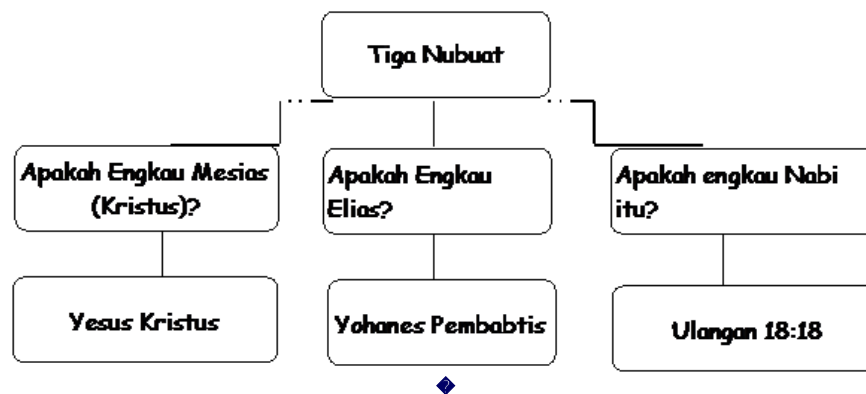 Tiga Nubuat
Apakah Engkau Mesias
(Kristus)?
Apakah Engkau
Elias?
Apakah engkau Nabi
itu?
Yesus Kristus
Yohanes Pembabtis
Ulangan 18:18